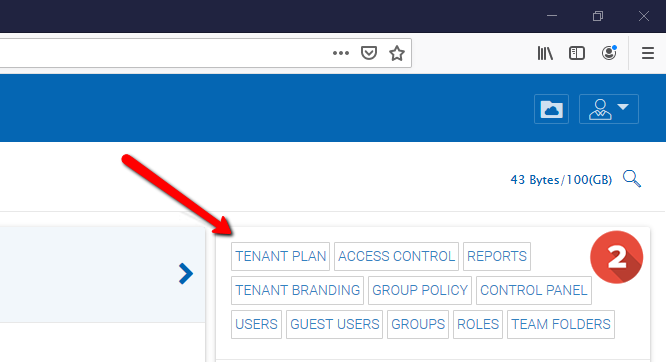 43 Bytes/100(GB)
TENANT PLAN ACCESS CONTROL REPORTS
2
TENANT BRANDING GROUP POLICY CONTROL PANEL
USERS GUEST USERS GROUPS ROLES TEAM FOLDERS